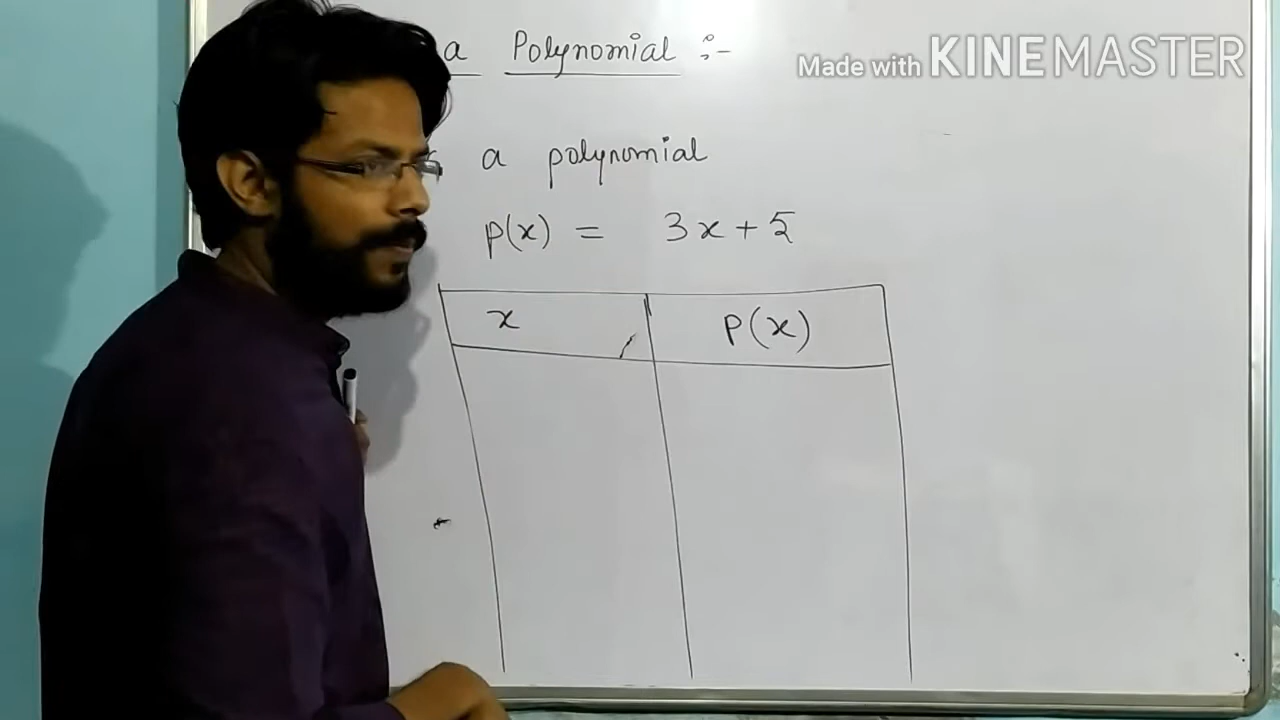 a Polynomial :-
Made with KINEMASTER
a polynomial
p(x) = 3x+5
x P(x)